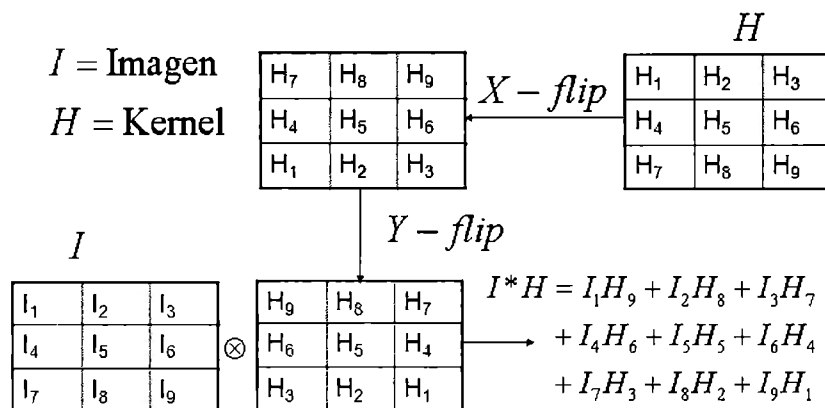 I = Imagen
H = Kernel
H₇ H₈ H₉
H₄ H₅ H₆
H₁ H₂ H₃
X – flip
H
H₁ H₂ H₃
H₄ H₅ H₆
H₇ H₈ H₉
Y – flip
I
I₁ I₂ I₃
I₄ I₅ I₆
I₇ I₈ I₉
⊗
H₉ H₈ H₇
H₆ H₅ H₄
H₃ H₂ H₁
I*H = I₁H₉ + I₂H₈ + I₃H₇
+ I₄H₆ + I₅H₅ + I₆H₄
+ I₇H₃ + I₈H₂ + I₉H₁